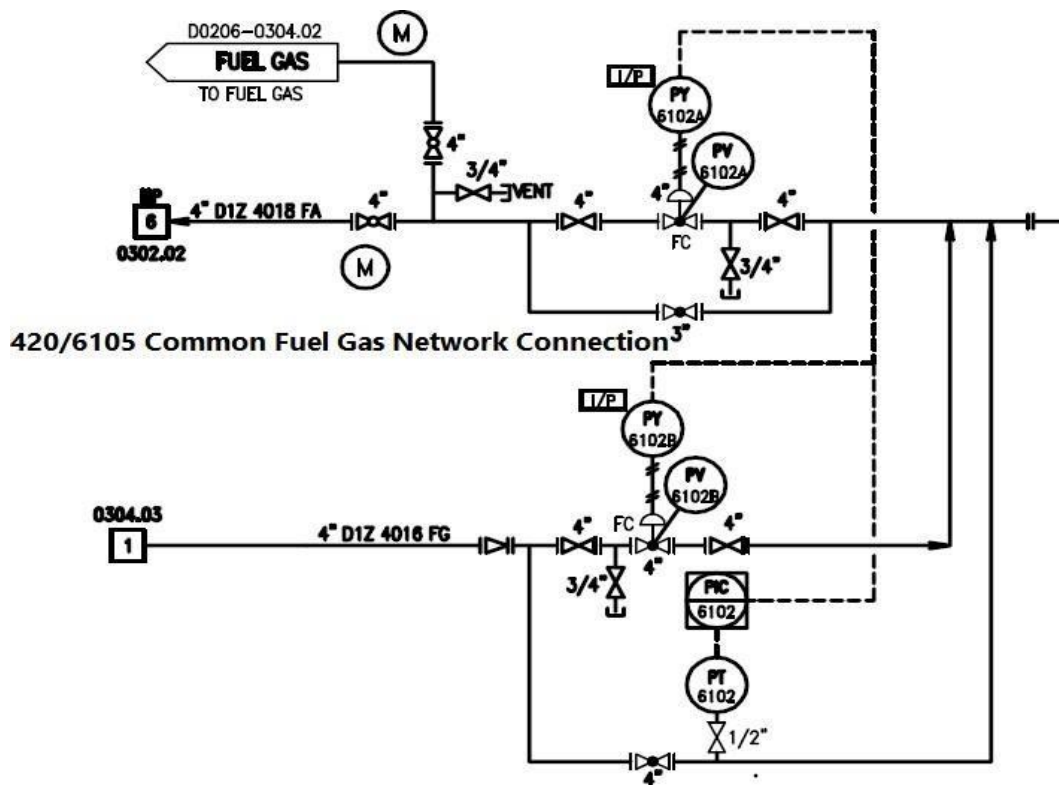 D0206-0304.02
FUEL GAS
TO FUEL GAS
M
I/P
PY
6102A
PV
6102A
4"
3/4"
VENT
HP
6
0302.02
4" D1Z 4018 FA
4"
M
4"
4"
FC
4"
3/4"
3"
420/6105 Common Fuel Gas Network Connection
I/P
PY
6102B
PV
6102B
0304.03
1
4" D1Z 4016 FG
4"
FC
4"
4"
3/4"
PIC
6102
PT
6102
1/2"
4"